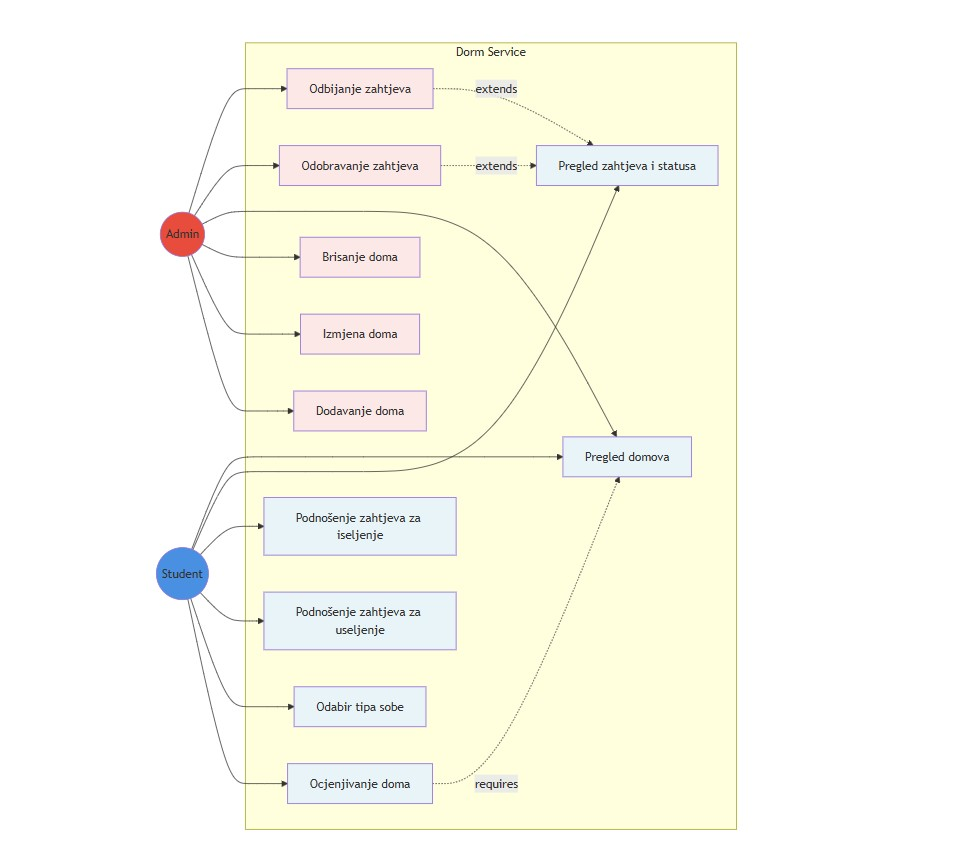 Dorm Service
Odbijanje zahtjeva
extends
Odobravanje zahtjeva
extends
Pregled zahtjeva i statusa
Admin
Brisanje doma
Izmjena doma
Dodavanje doma
Pregled domova
Podnošenje zahtjeva za
iseljenje
Student
Podnošenje zahtjeva za
useljenje
Odabir tipa sobe
Ocjenjivanje doma
requires